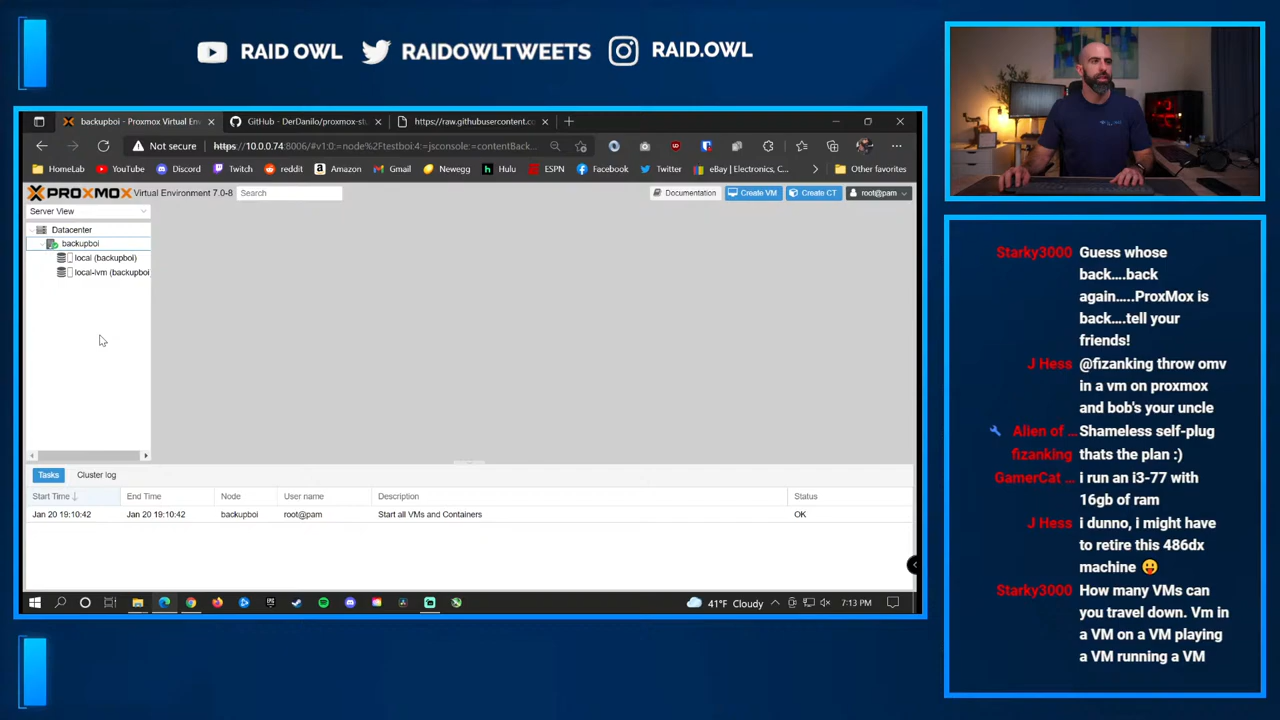 RAID OWL RAIDOWLTWEETS RAID.OWL
backupboi - Proxmox Virtual En GitHub - DerDanilo/proxmox-stu https://raw.githubusercontent.cc
Not secure https://10.0.0.74:8006/#v1:0:=node%2Ftestboi:4:=jsconsole:=contentBack...
HomeLab YouTube Discord Twitch reddit Amazon Gmail Newegg Hulu ESPN Facebook Twitter eBay | Electronics, C... Other favorites
PROXMOX Virtual Environment 7.0-8 Search Documentation Create VM Create CT root@pam
Server View
Datacenter
backupboi
local (backupboi)
local-lvm (backupboi
Tasks Cluster log
Start Time End Time Node User name Description Status
Jan 20 19:10:42 Jan 20 19:10:42 backupboi root@pam Start all VMs and Containers OK
41°F Cloudy 7:13 PM
Starky3000 Guess whose
back....back
again.....ProxMox is
back....tell your
friends!
J Hess @fizanking throw omv
in a vm on proxmox
and bob's your uncle
Alien of ... Shameless self-plug
fizanking thats the plan :)
GamerCat ... i run an i3-77 with
16gb of ram
J Hess i dunno, i might have
to retire this 486dx
machine 😛
Starky3000 How many VMs can
you travel down. Vm in
a VM on a VM playing
a VM running a VM